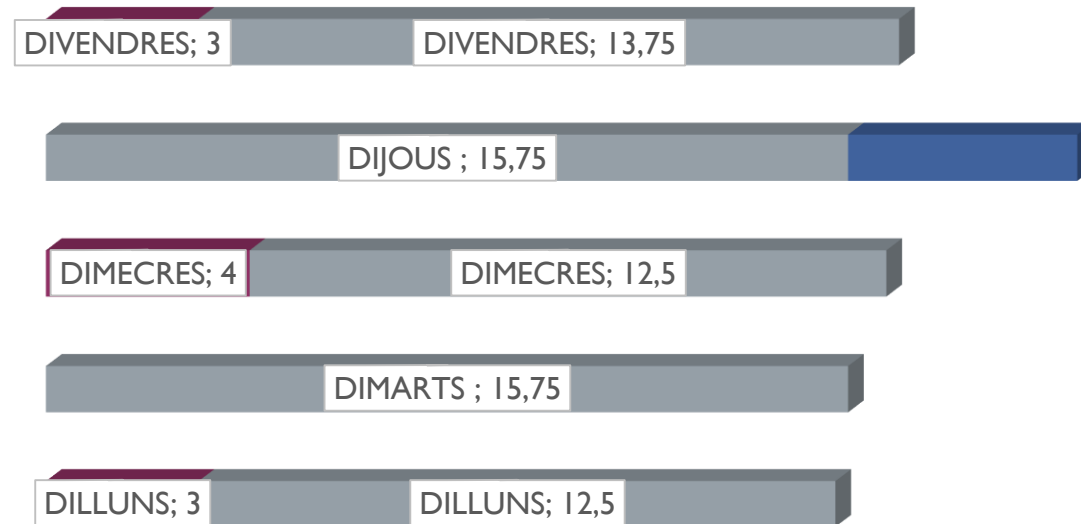 DIVENDRES; 3
DIVENDRES; 13,75
DIJOUS ; 15,75
DIMECRES; 4
DIMECRES; 12,5
DIMARTS ; 15,75
DILLUNS; 3
DILLUNS; 12,5